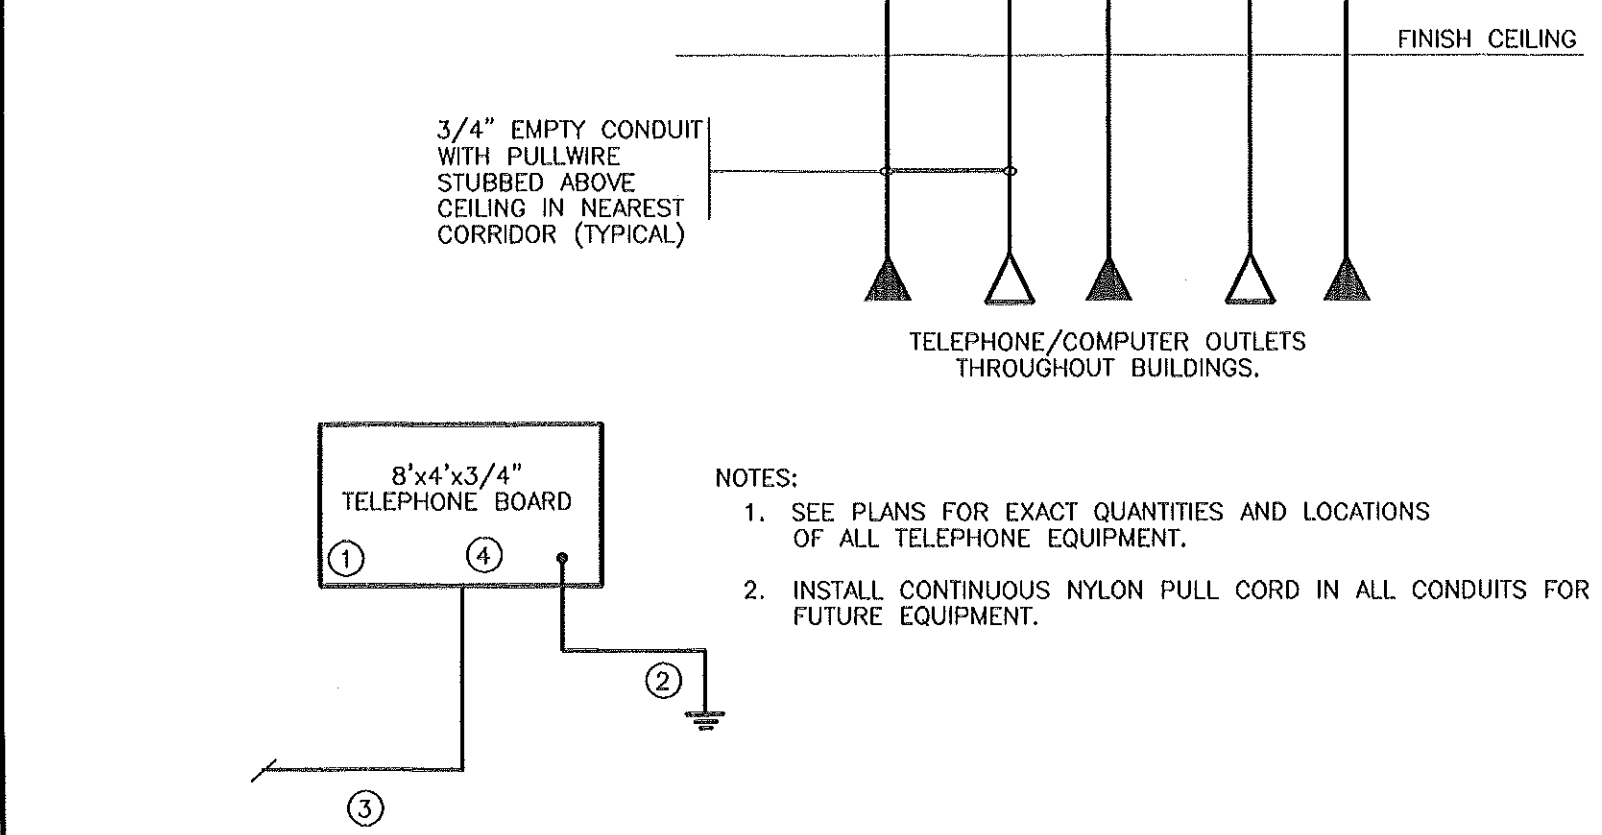 FINISH CEILING
3/4" EMPTY CONDUIT
WITH PULLWIRE
STUBBED ABOVE
CEILING IN NEAREST
CORRIDOR (TYPICAL)
TELEPHONE/COMPUTER OUTLETS
THROUGHOUT BUILDINGS.
8'x4'x3/4"
TELEPHONE BOARD
1 4
2
3
NOTES:
1. SEE PLANS FOR EXACT QUANTITIES AND LOCATIONS
OF ALL TELEPHONE EQUIPMENT.
2. INSTALL CONTINUOUS NYLON PULL CORD IN ALL CONDUITS FOR
FUTURE EQUIPMENT.